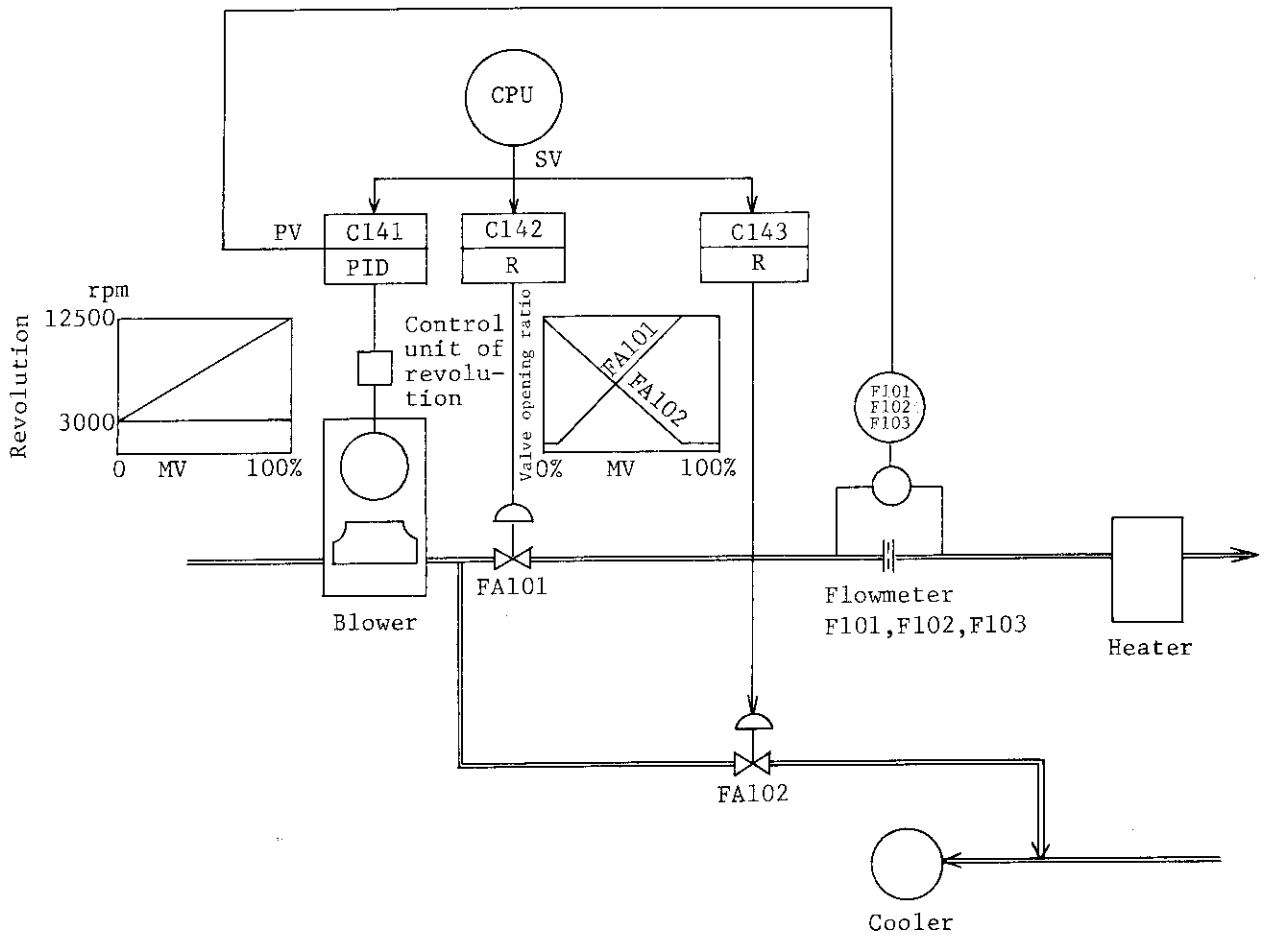 CPU
SV
PV
C141
PID
C142
R
C143
R
rpm
Revolution
12500
3000
0 MV 100%
Control
unit of
revolu-
tion
Valve opening ratio
FA101
FA102
0% MV 100%
F101
F102
F103
FA101
Blower
Flowmeter
F101,F102,F103
Heater
FA102
Cooler